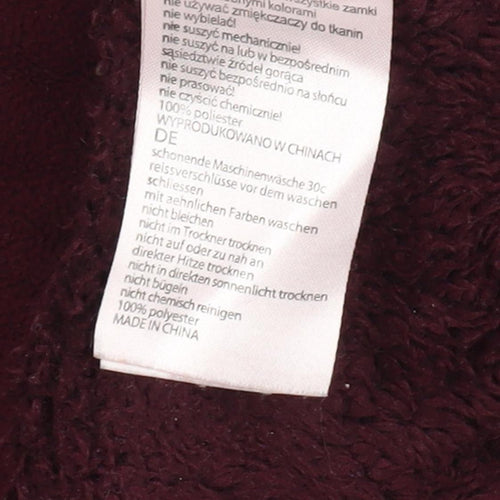 wszystkie zamki
kolorami
nie używać zmiękczaczy do tkanin
nie wybielać!
nie suszyć mechanicznie!
nie suszyć na lub w bezpośrednim
sąsiedztwie źródeł gorąca
nie suszyć bezpośrednio na słońcu
nie prasować!
nie czyścić chemicznie!
100% poliester
WYPRODUKOWANO W CHINACH
DE
schonende Maschinenwäsche 30c
reissverschlüsse vor dem waschen
schliessen
mit aehnlichen Farben waschen
nicht bleichen
nicht im Trockner trocknen
nicht auf oder zu nah an
direkter Hitze trocknen
nicht in direkten sonnenlicht trocknen
nicht bügeln
nicht chemisch reinigen
100% polyester
MADE IN CHINA